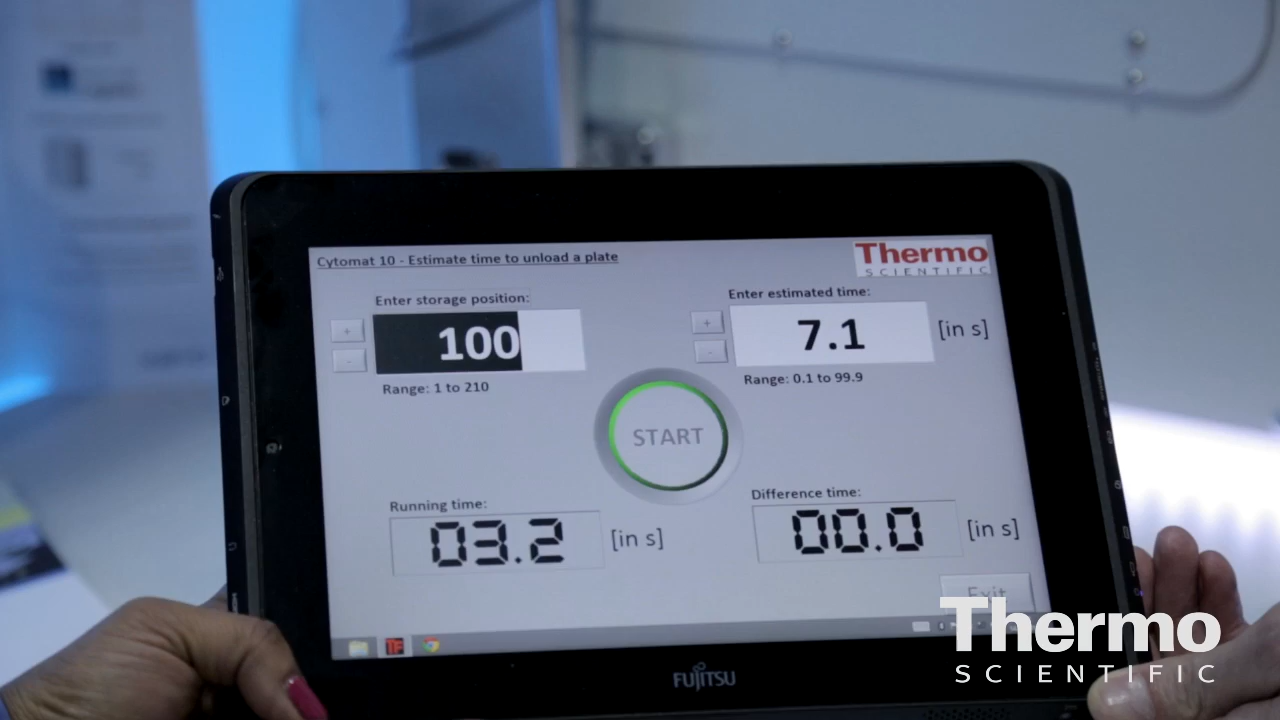 Cytomat 10 - Estimate time to unload a plate
Thermo
SCIENTIFIC
Enter storage position:
Enter estimated time:
+
100
-
+
7.1
-
[in s]
Range: 1 to 210
Range: 0.1 to 99.9
START
Running time:
Difference time:
03.2
[in s]
00.0
[in s]
Exit
TF
FUJITSU
Thermo
SCIENTIFIC